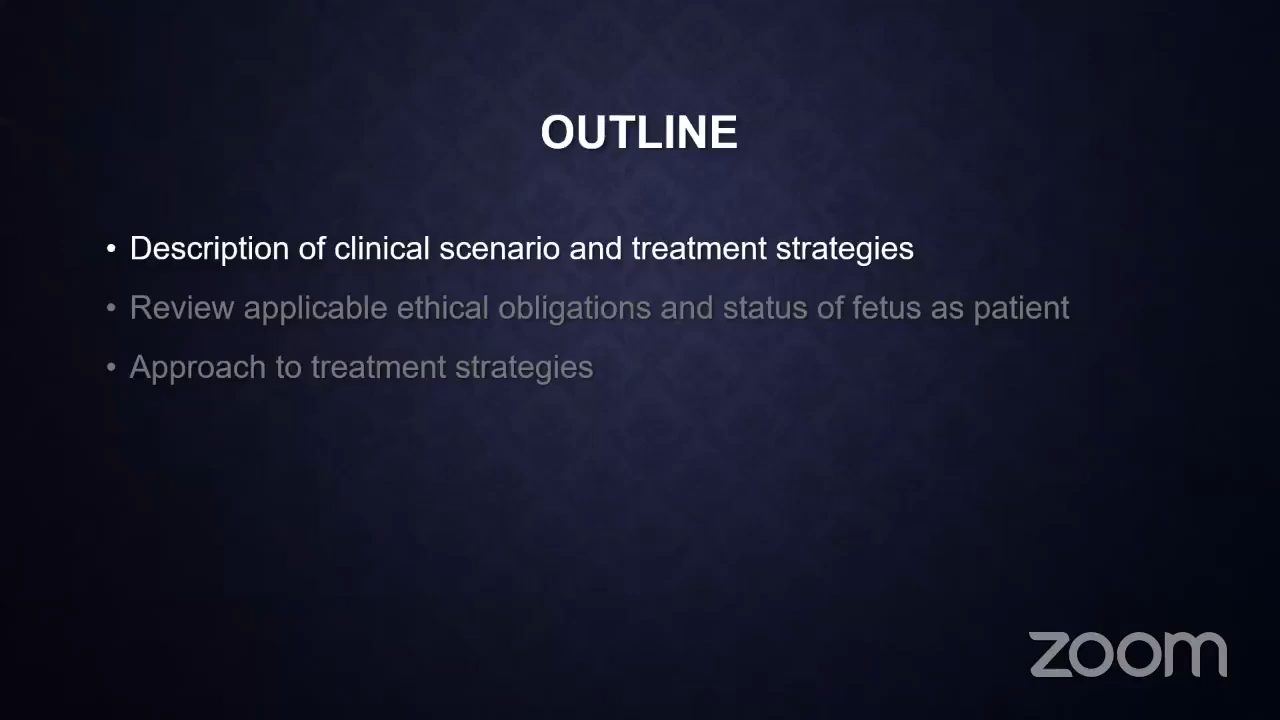 OUTLINE
• Description of clinical scenario and treatment strategies
• Review applicable ethical obligations and status of fetus as patient
• Approach to treatment strategies
zoom